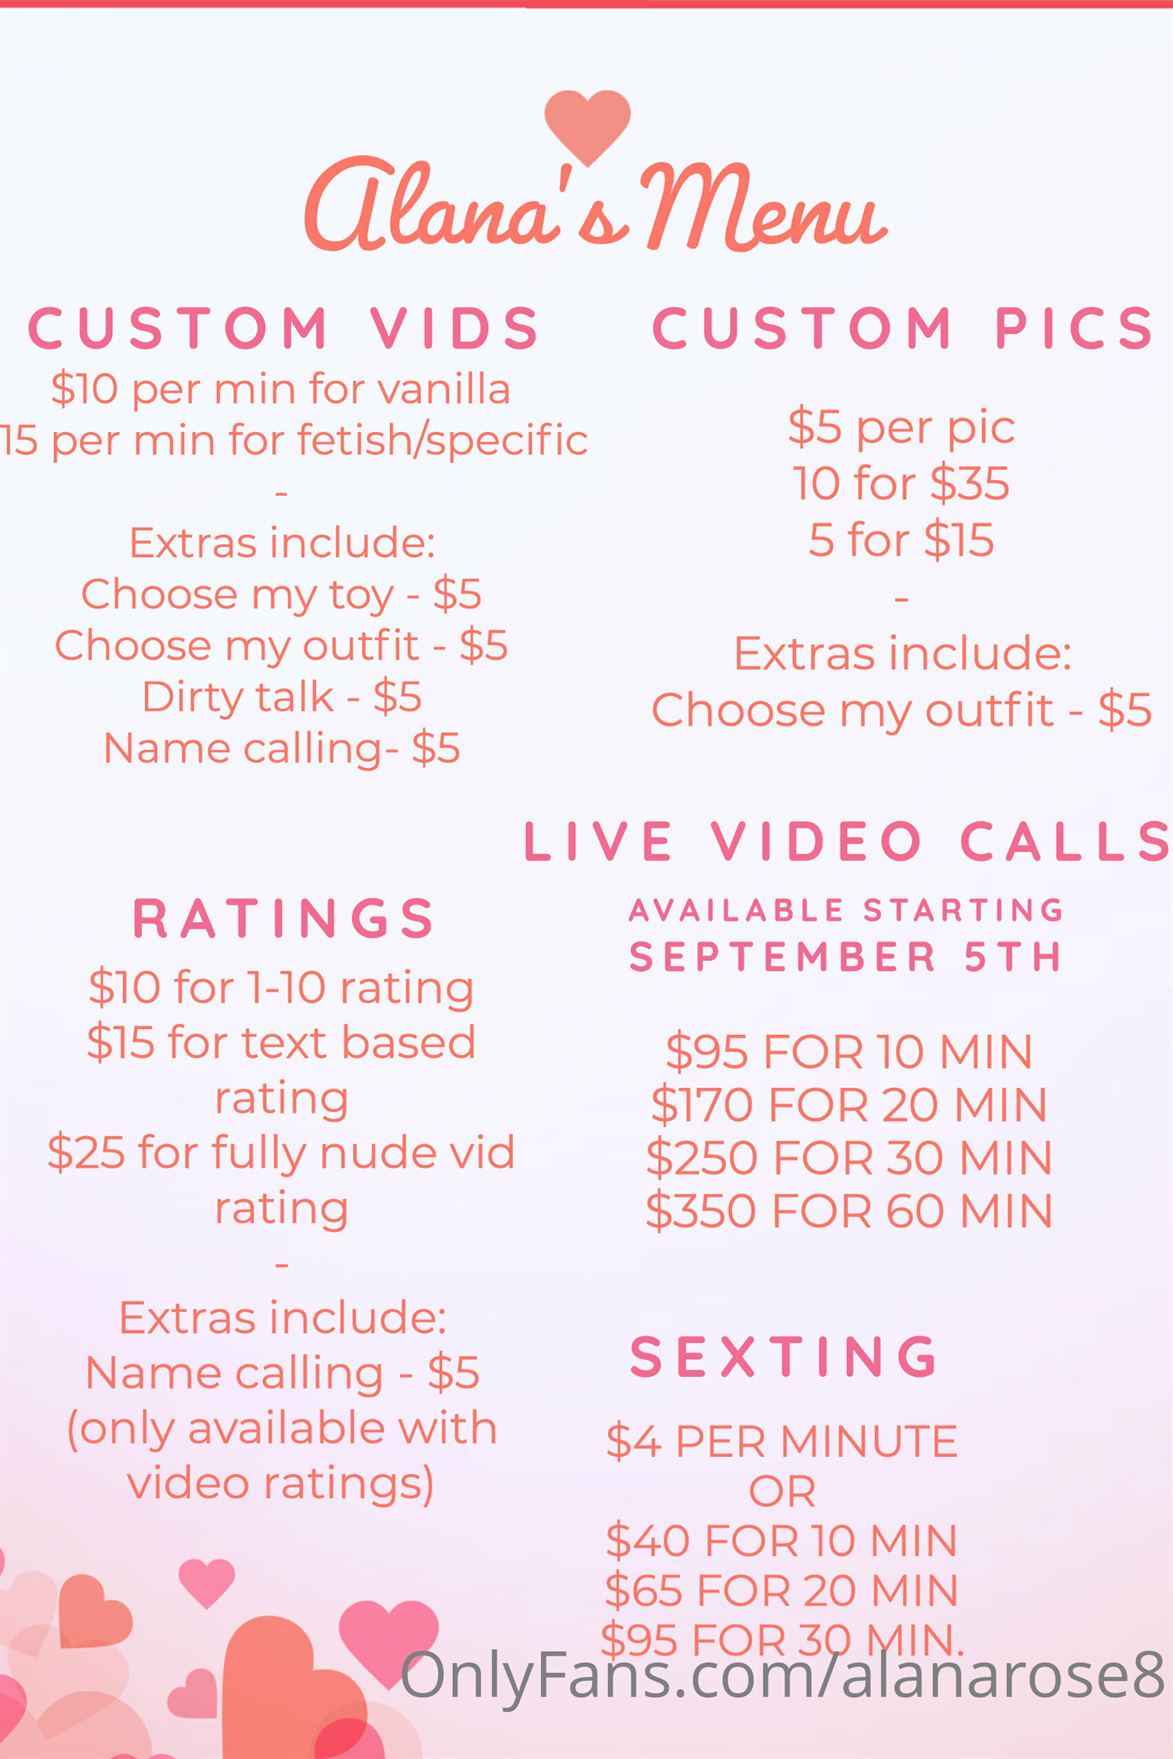 Alana's Menu
CUSTOM VIDS
$10 per min for vanilla
15 per min for fetish/specific
-
Extras include:
Choose my toy - $5
Choose my outfit - $5
Dirty talk - $5
Name calling- $5
CUSTOM PICS
$5 per pic
10 for $35
5 for $15
-
Extras include:
Choose my outfit - $5
RATINGS
$10 for 1-10 rating
$15 for text based
rating
$25 for fully nude vid
rating
-
Extras include:
Name calling - $5
(only available with
video ratings)
LIVE VIDEO CALLS
AVAILABLE STARTING
SEPTEMBER 5TH
$95 FOR 10 MIN
$170 FOR 20 MIN
$250 FOR 30 MIN
$350 FOR 60 MIN
SEXTING
$4 PER MINUTE
OR
$40 FOR 10 MIN
$65 FOR 20 MIN
$95 FOR 30 MIN.
OnlyFans.com/alanarose8